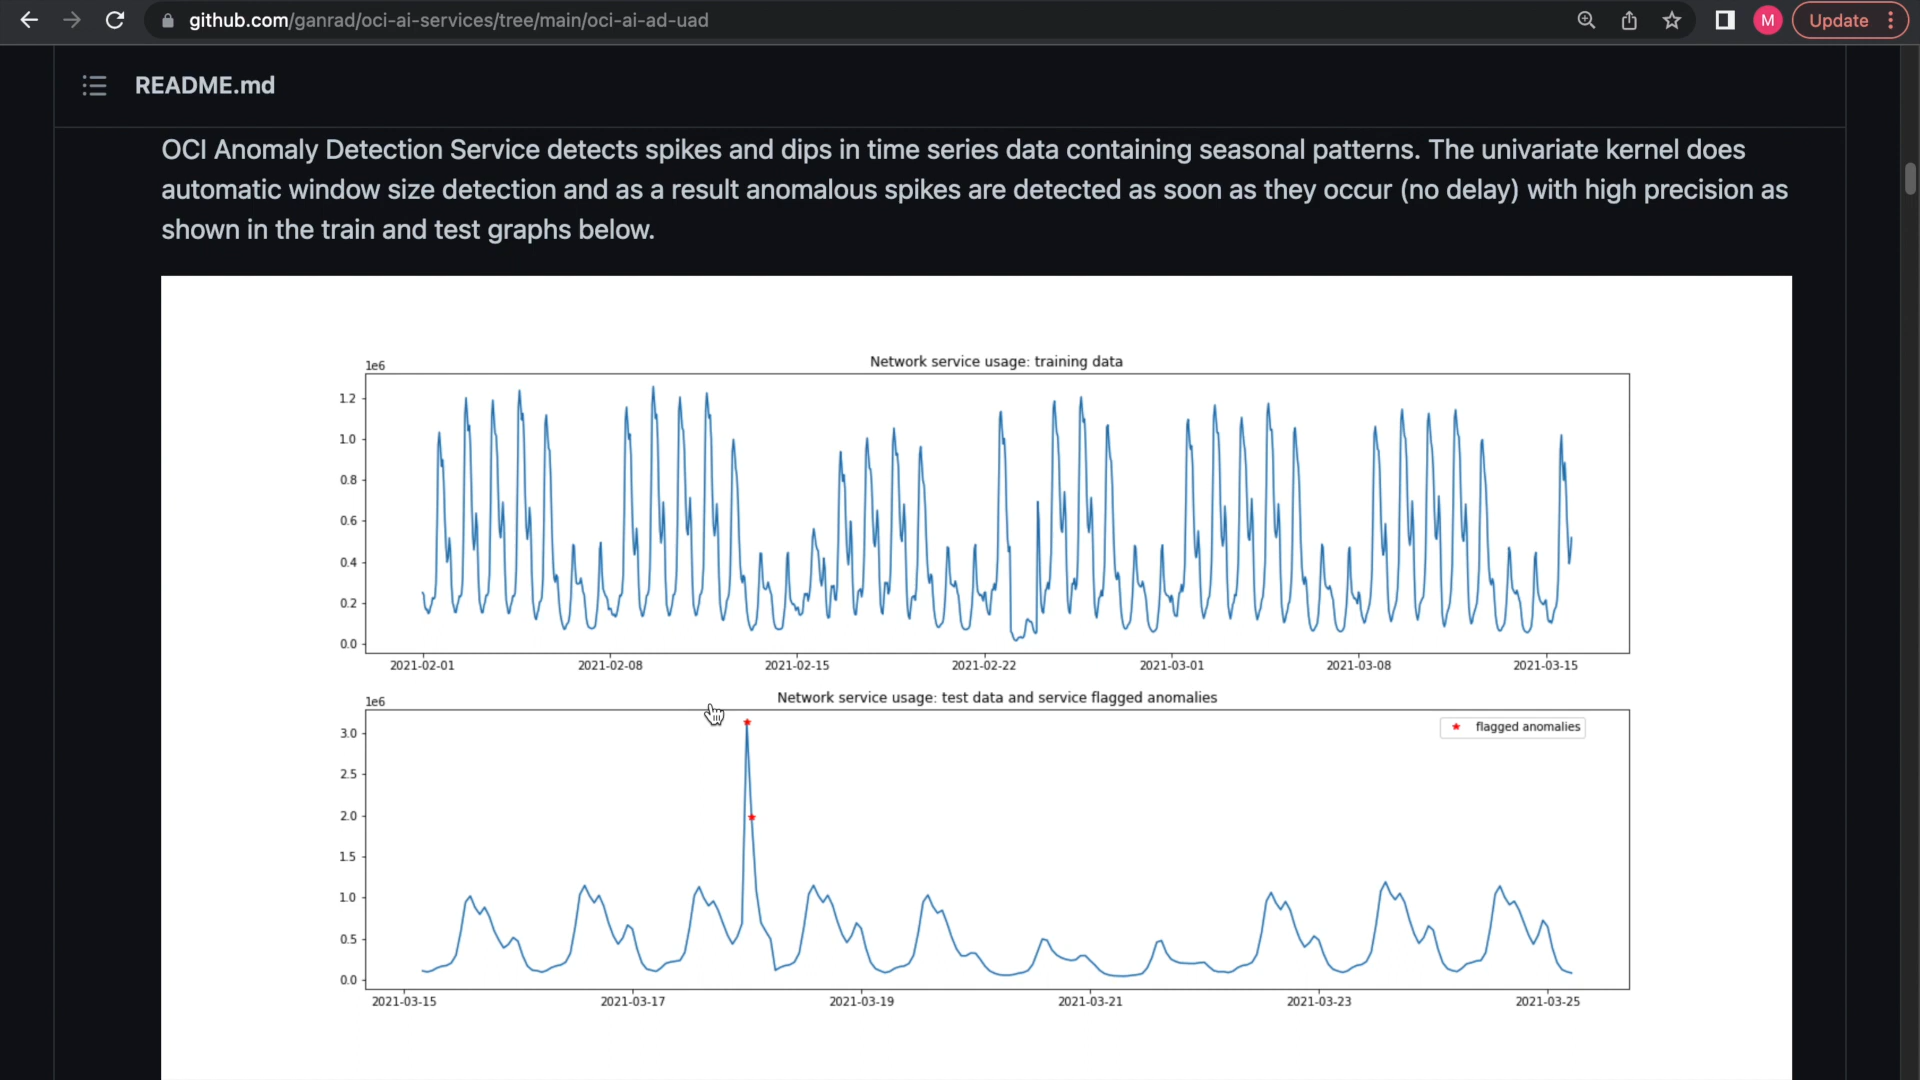 github.com/ganrad/oci-ai-services/tree/main/oci-ai-ad-uad
M
Update
README.md
OCI Anomaly Detection Service detects spikes and dips in time series data containing seasonal patterns. The univariate kernel does
automatic window size detection and as a result anomalous spikes are detected as soon as they occur (no delay) with high precision as
shown in the train and test graphs below.
Network service usage: training data
1e6
1.2
1.0
0.8
0.6
0.4
0.2
0.0
2021-02-01 2021-02-08 2021-02-15 2021-02-22 2021-03-01 2021-03-08 2021-03-15
Network service usage: test data and service flagged anomalies
1e6
flagged anomalies
3.0
2.5
2.0
1.5
1.0
0.5
0.0
2021-03-15 2021-03-17 2021-03-19 2021-03-21 2021-03-23 2021-03-25